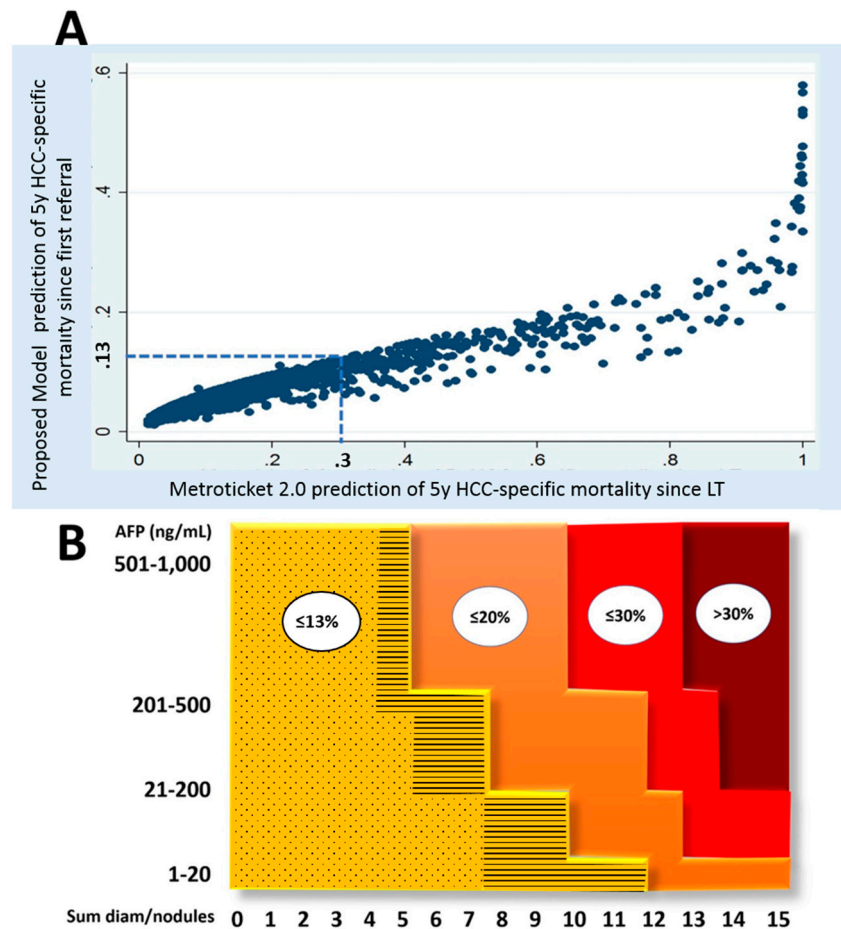 A
Proposed Model prediction of 5y HCC-specific
mortality since first referral
.6
.4
.2
.13
0
0
.2
.3
.4
.6
.8
1
Metroticket 2.0 prediction of 5y HCC-specific mortality since LT
B
AFP (ng/mL)
501-1,000
≤13%
≤20%
≤30%
>30%
201-500
21-200
1-20
Sum diam/nodules 0 1 2 3 4 5 6 7 8 9 10 11 12 13 14 15